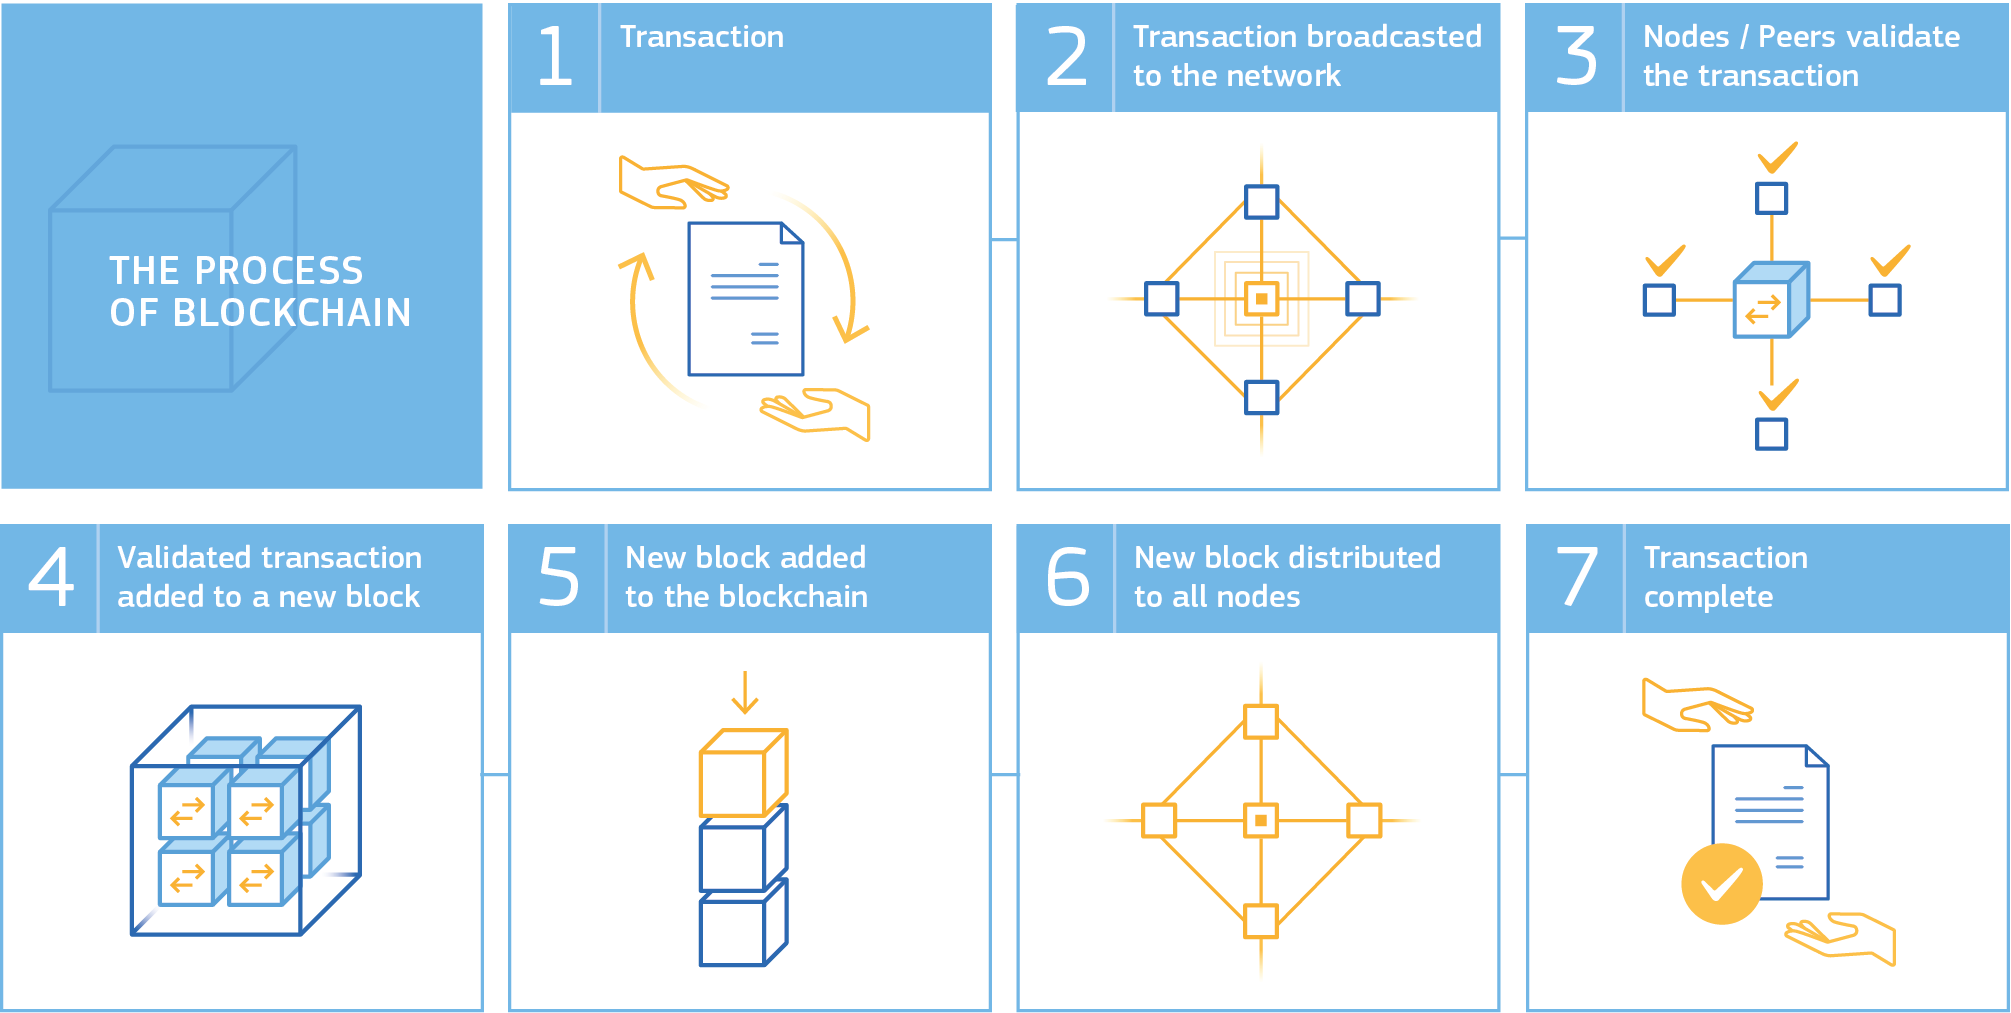 THE PROCESS
OF BLOCKCHAIN
1
Transaction
2
Transaction broadcasted
to the network
3
Nodes / Peers validate
the transaction
4
Validated transaction
added to a new block
5
New block added
to the blockchain
6
New block distributed
to all nodes
7
Transaction
complete